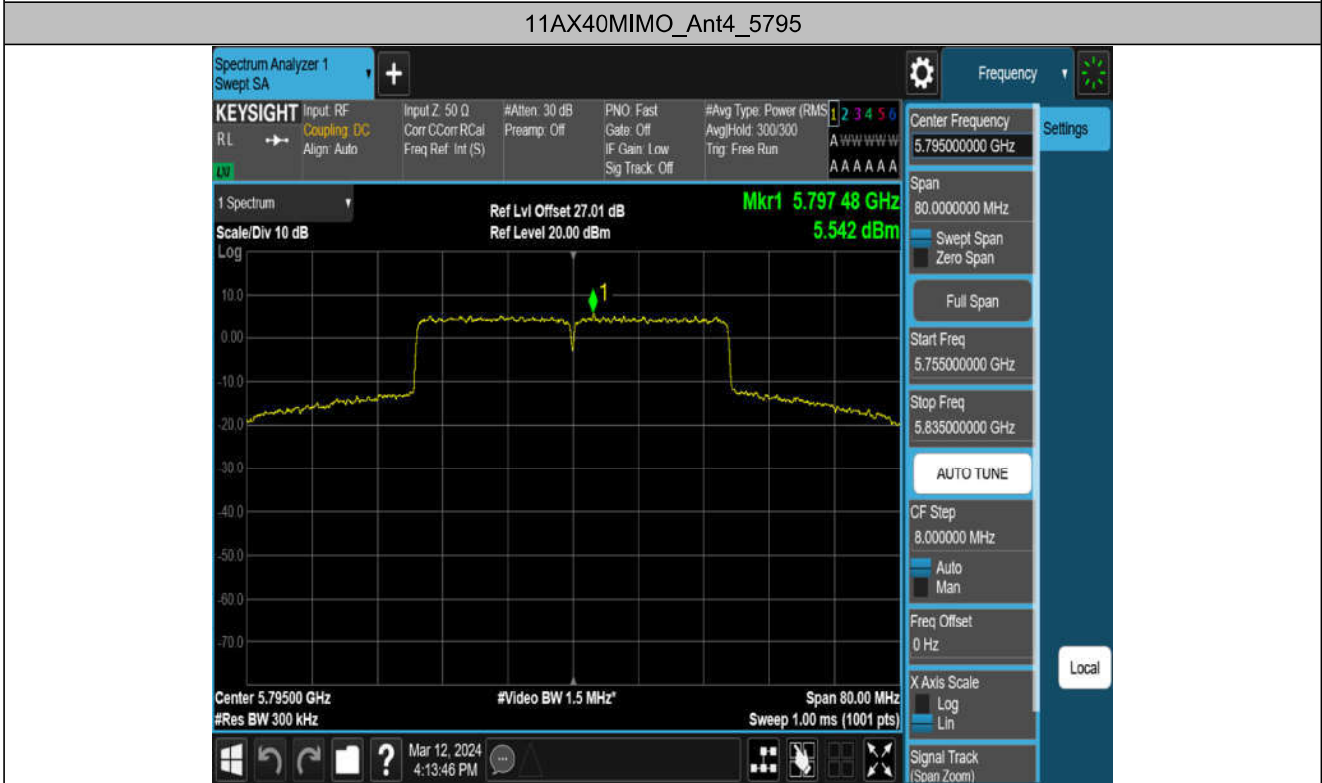 11AX40MIMO_Ant4_5795
Spectrum Analyzer 1
Swept SA
+
Frequency
KEYSIGHT
RL
Input: RF
Coupling: DC
Align: Auto
Input Z: 50 Ω
Corr CCorr RCal
Freq Ref: Int (S)
#Atten: 30 dB
Preamp: Off
PNO: Fast
Gate: Off
IF Gain: Low
Sig Track: Off
#Avg Type: Power (RMS
Avg|Hold: 300/300
Trig: Free Run
1 2 3 4 5 6
A W W W W W
A A A A A A
LXI
1 Spectrum
Scale/Div 10 dB
Log
Ref Lvl Offset 27.01 dB
Ref Level 20.00 dBm
Mkr1 5.797 48 GHz
5.542 dBm
1
10.0
0.00
-10.0
-20.0
-30.0
-40.0
-50.0
-60.0
-70.0
Center 5.79500 GHz
#Res BW 300 kHz
#Video BW 1.5 MHz*
Span 80.00 MHz
Sweep 1.00 ms (1001 pts)
Center Frequency
5.795000000 GHz
Settings
Span
80.0000000 MHz
Swept Span
Zero Span
Full Span
Start Freq
5.755000000 GHz
Stop Freq
5.835000000 GHz
AUTO TUNE
CF Step
8.000000 MHz
Auto
Man
Freq Offset
0 Hz
X Axis Scale
Log
Lin
Local
Signal Track
(Span Zoom)
?
Mar 12, 2024
4:13:46 PM